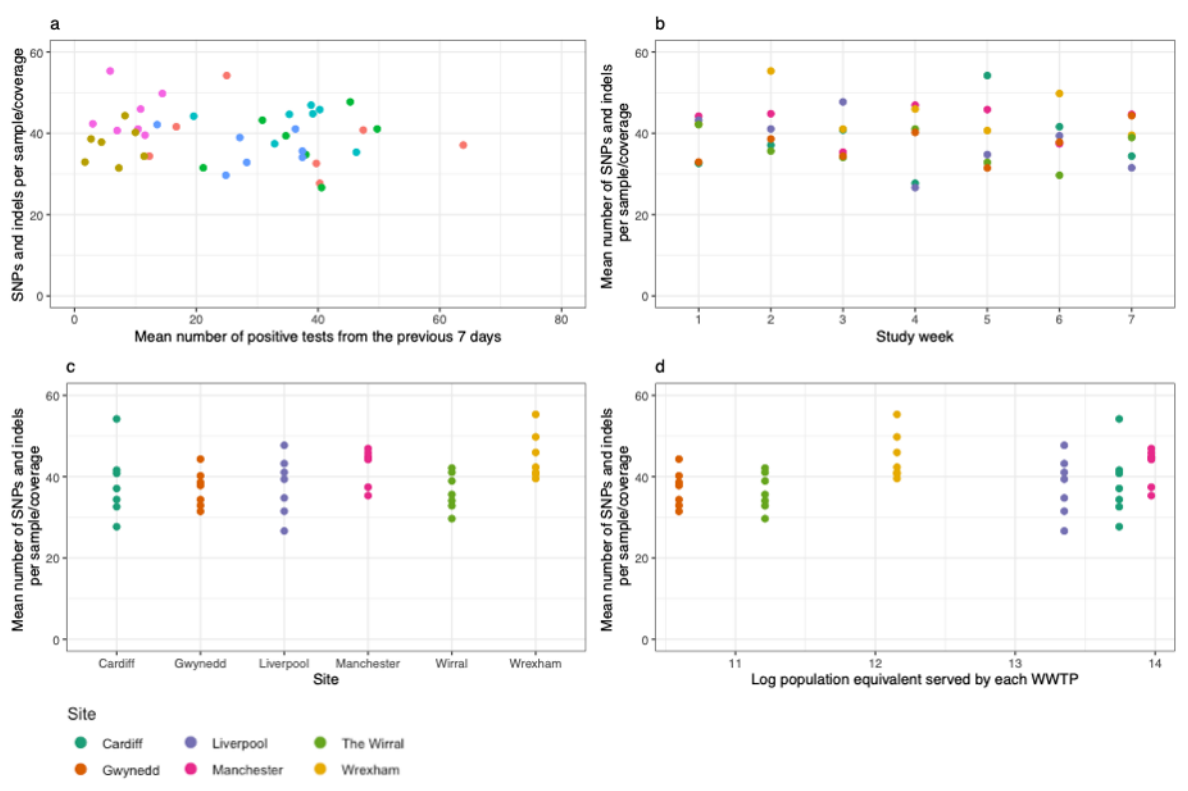 a
SNPs and indels per sample/coverage
60
40
20
0
0 20 40 60 80
Mean number of positive tests from the previous 7 days
b
Mean number of SNPs and indels
per sample/coverage
60
40
20
0
1 2 3 4 5 6 7
Study week
c
Mean number of SNPs and indels
per sample/coverage
60
40
20
0
Cardiff Gwynedd Liverpool Manchester Wirral Wrexham
Site
d
Mean number of SNPs and indels
per sample/coverage
60
40
20
0
11 12 13 14
Log population equivalent served by each WWTP
Site
Cardiff Liverpool The Wirral
Gwynedd Manchester Wrexham